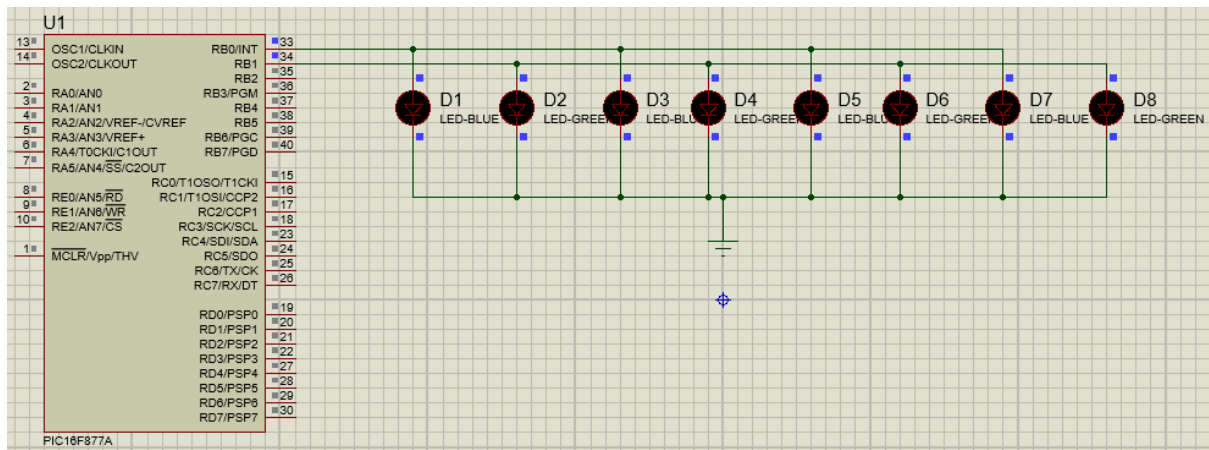 U1
13 OSC1/CLKIN RB0/INT 33
14 OSC2/CLKOUT RB1 34
RB2 35
2 RA0/AN0 RB3/PGM 36
3 RA1/AN1 RB4 37
4 RA2/AN2/VREF-/CVREF RB5 38
5 RA3/AN3/VREF+ RB6/PGC 39
6 RA4/T0CKI/C1OUT RB7/PGD 40
7 RA5/AN4/SS/C2OUT
RC0/T1OSO/T1CKI 15
8 RE0/AN5/RD RC1/T1OSI/CCP2 16
9 RE1/AN6/WR RC2/CCP1 17
10 RE2/AN7/CS RC3/SCK/SCL 18
RC4/SDI/SDA 23
1 MCLR/Vpp/THV RC5/SDO 24
RC6/TX/CK 25
RC7/RX/DT 26
RD0/PSP0 19
RD1/PSP1 20
RD2/PSP2 21
RD3/PSP3 22
RD4/PSP4 27
RD5/PSP5 28
RD6/PSP6 29
RD7/PSP7 30
PIC16F877A
D1 D2 D3 D4 D5 D6 D7 D8
LED-BLUE LED-GREEN LED-BLUE LED-GREEN LED-BLUE LED-GREEN LED-BLUE LED-GREEN